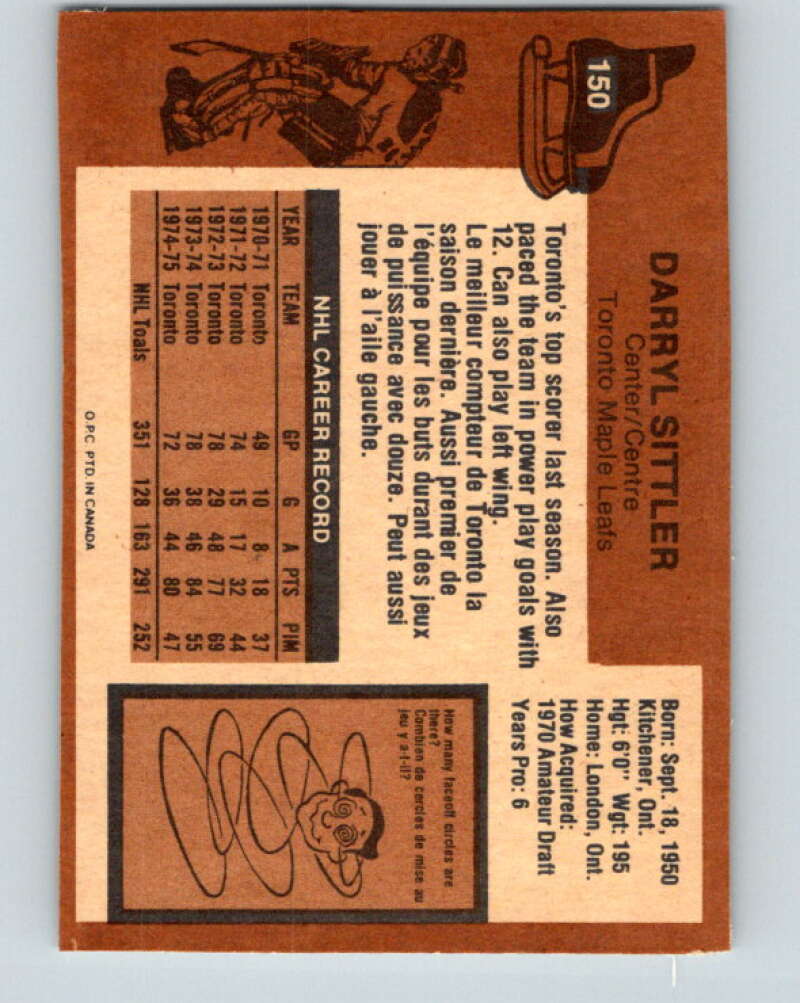 150
DARRYL SITTLER
Center/Centre
Toronto Maple Leafs
Toronto's top scorer last season. Also
paced the team in power play goals with
12. Can also play left wing.
Le meilleur compteur de Toronto la
saison dernière. Aussi premier de
l'équipe pour les buts durant des jeux
de puissance avec douze. Peut aussi
jouer à l'aile gauche.
Born: Sept. 18, 1950
Kitchener, Ont.
Hgt: 6'0" Wgt: 195
Home: London, Ont.
How Acquired:
1970 Amateur Draft
Years Pro: 6
NHL CAREER RECORD
YEAR TEAM GP G A PTS PIM
1970-71 Toronto 49 10 8 18 37
1971-72 Toronto 74 15 17 32 44
1972-73 Toronto 78 29 48 77 69
1973-74 Toronto 78 38 46 84 55
1974-75 Toronto 72 36 44 80 47
NHL Toals 351 128 163 291 252
How many faceoff circles are
there?
Combien de cercles de mise au
jeu y a-t-il?
O.P.C. PTD. IN CANADA